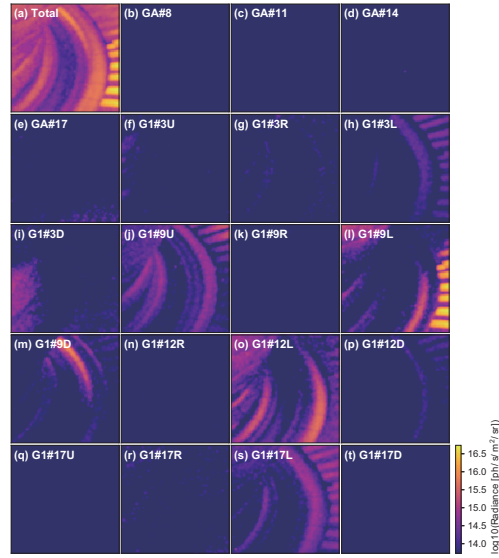 (a) Total
(b) GA#8
(c) GA#11
(d) GA#14
(e) GA#17
(f) G1#3U
(g) G1#3R
(h) G1#3L
(i) G1#3D
(j) G1#9U
(k) G1#9R
(l) G1#9L
(m) G1#9D
(n) G1#12R
(o) G1#12L
(p) G1#12D
(q) G1#17U
(r) G1#17R
(s) G1#17L
(t) G1#17D
16.5
16.0
15.5
15.0
14.5
14.0
log10(Radiance [ph/s/m²/sr])